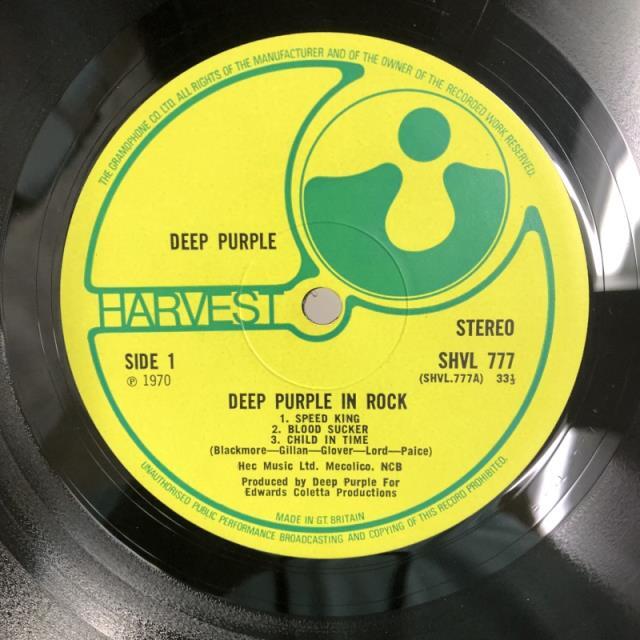 THE GRAMOPHONE CO. LTD. ALL RIGHTS OF THE MANUFACTURER AND OF THE OWNER OF THE RECORDED WORK RESERVED.
DEEP PURPLE
HARVEST
STEREO
SIDE 1
SHVL 777
℗ 1970
(SHVL.777A) 33⅓
DEEP PURPLE IN ROCK
1. SPEED KING
2. BLOOD SUCKER
3. CHILD IN TIME
(Blackmore—Gillan—Glover—Lord—Paice)
Hec Music Ltd. Mecolico. NCB
Produced by Deep Purple For
Edwards Coletta Productions
MADE IN GT. BRITAIN
UNAUTHORISED PUBLIC PERFORMANCE BROADCASTING AND COPYING OF THIS RECORD PROHIBITED.